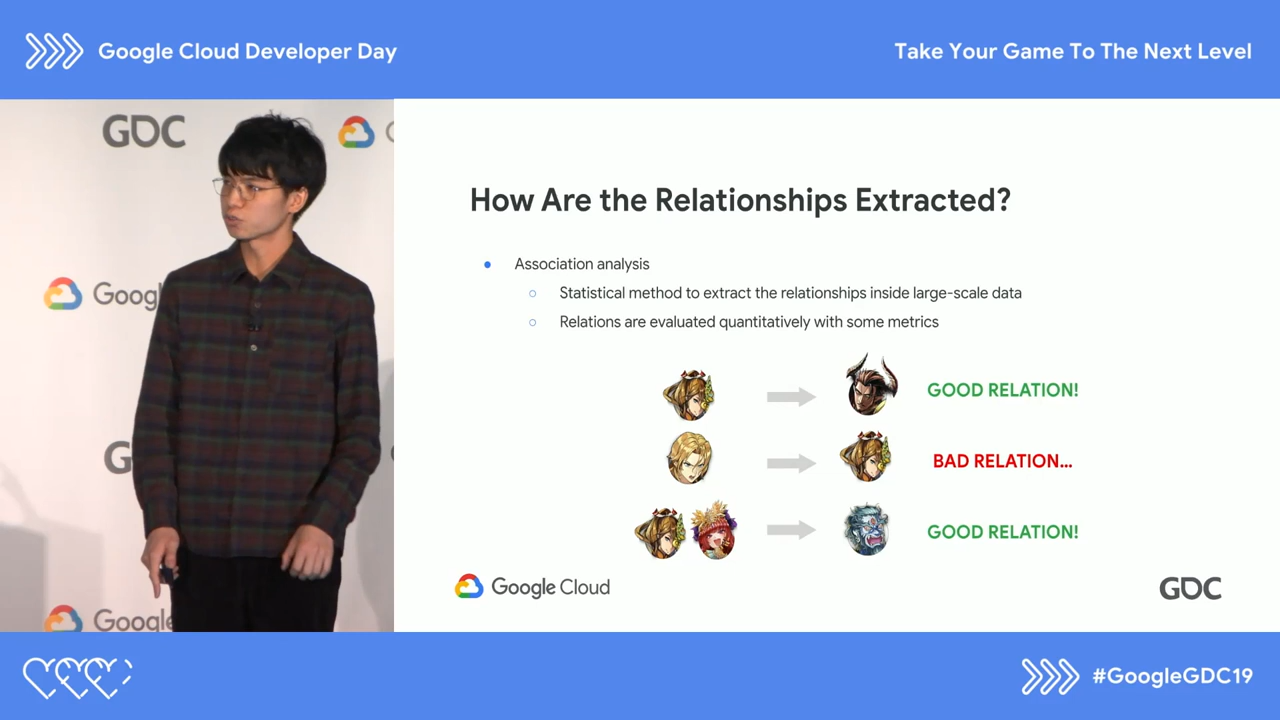 Google Cloud Developer Day
Take Your Game To The Next Level
GDC
Goog
G
Google
How Are the Relationships Extracted?
Association analysis
Statistical method to extract the relationships inside large-scale data
Relations are evaluated quantitatively with some metrics
GOOD RELATION!
BAD RELATION...
GOOD RELATION!
Google Cloud
GDC
#GoogleGDC19